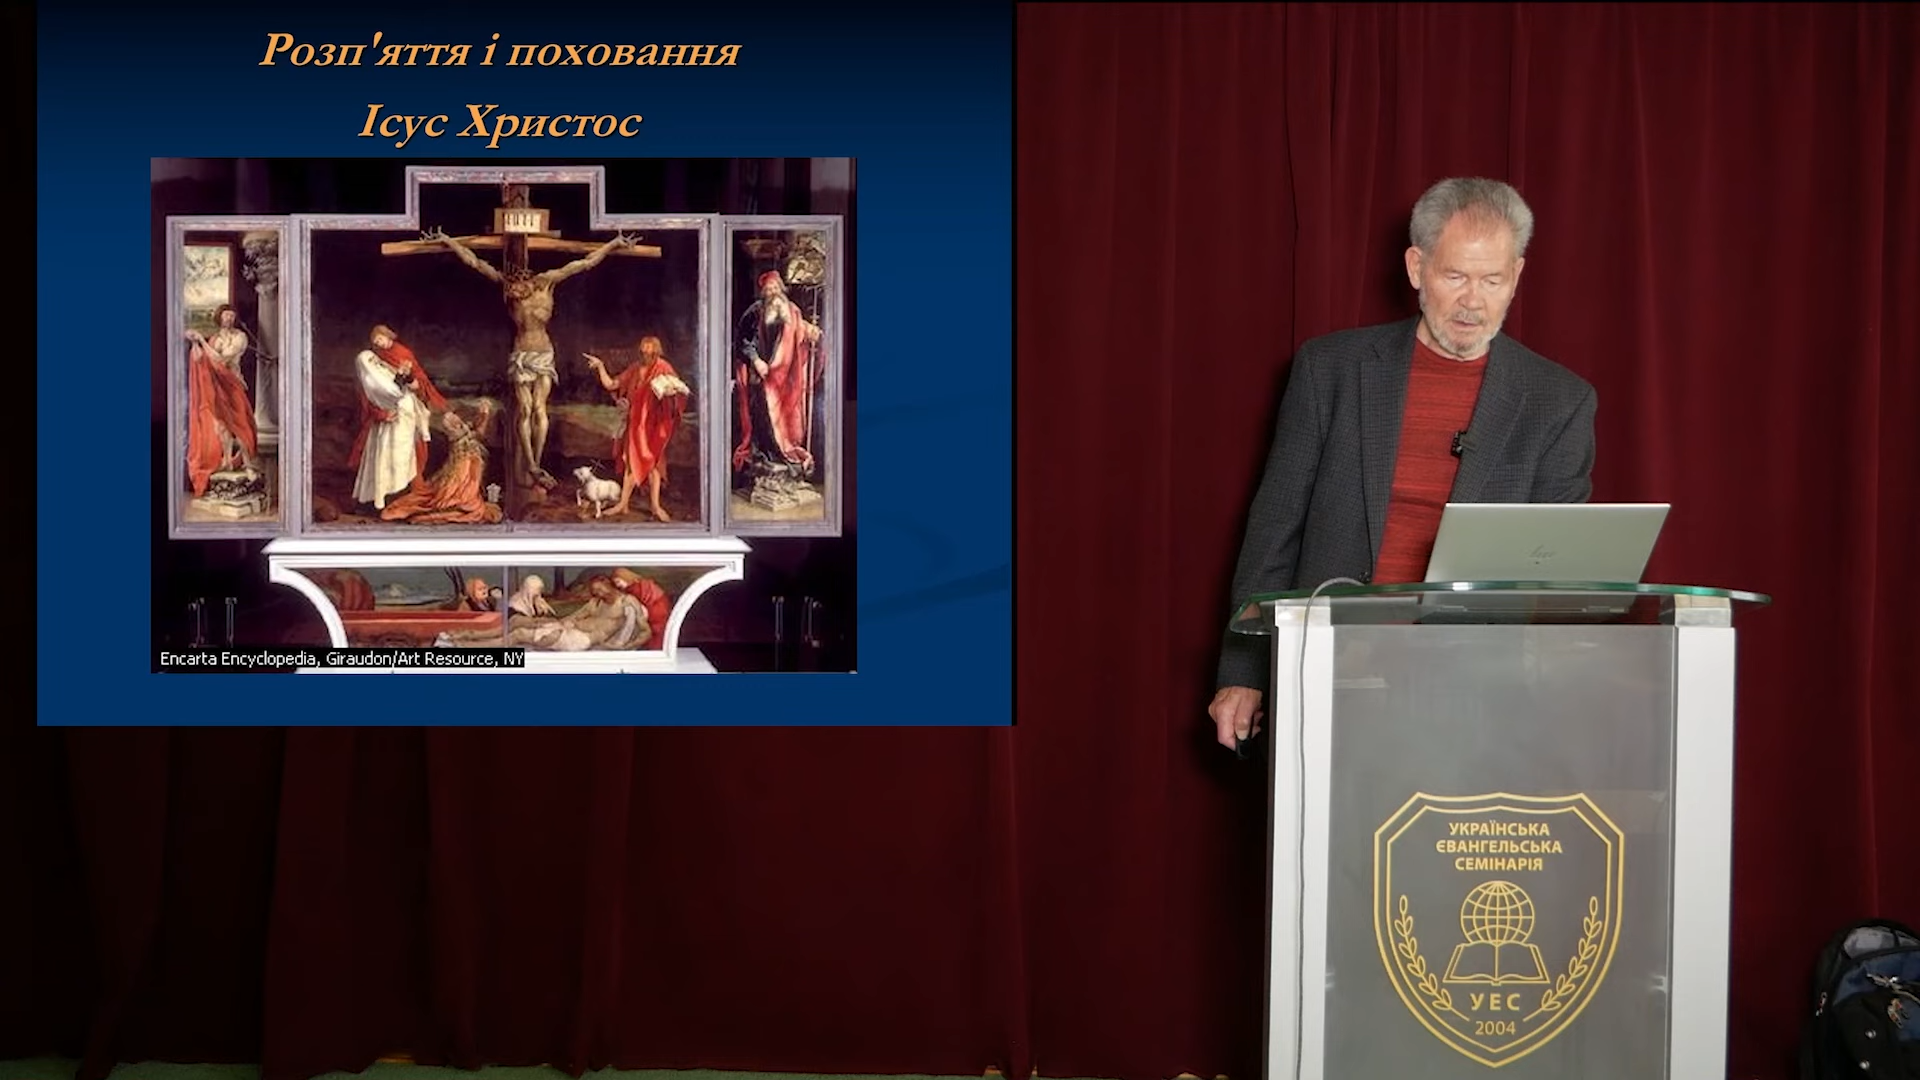 Розп'яття і поховання
Ісус Христос
Encarta Encyclopedia, Giraudon/Art Resource, NY
УКРАЇНСЬКА
ЄВАНГЕЛЬСЬКА
СЕМІНАРІЯ
УЕС
2004